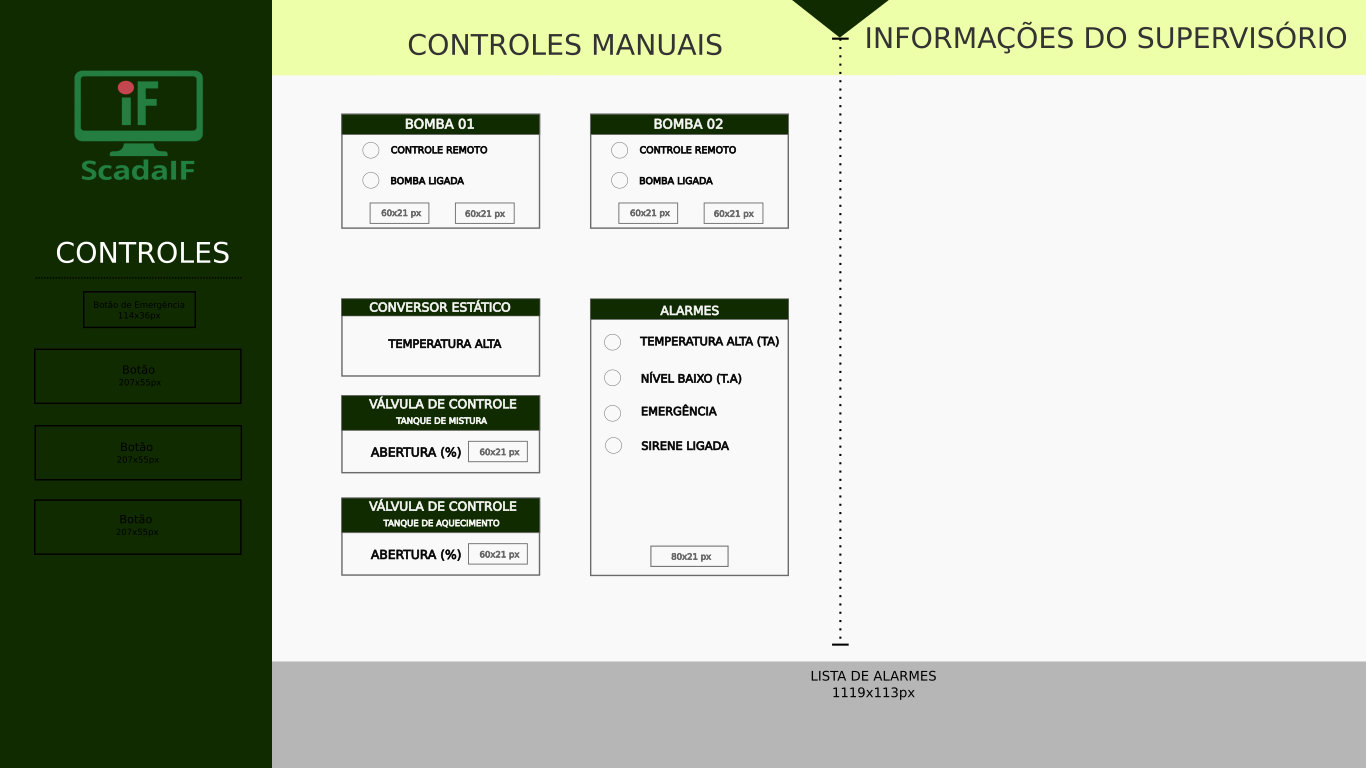 iF
ScadaIF
CONTROLES
Botão de Emergência
114x36px
Botão
207x55px
Botão
207x55px
Botão
207x55px
CONTROLES MANUAIS
INFORMAÇÕES DO SUPERVISÓRIO
BOMBA 01
CONTROLE REMOTO
BOMBA LIGADA
60x21 px
60x21 px
BOMBA 02
CONTROLE REMOTO
BOMBA LIGADA
60x21 px
60x21 px
CONVERSOR ESTÁTICO
TEMPERATURA ALTA
VÁLVULA DE CONTROLE
TANQUE DE MISTURA
ABERTURA (%)
60x21 px
VÁLVULA DE CONTROLE
TANQUE DE AQUECIMENTO
ABERTURA (%)
60x21 px
ALARMES
TEMPERATURA ALTA (TA)
NÍVEL BAIXO (T.A)
EMERGÊNCIA
SIRENE LIGADA
80x21 px
LISTA DE ALARMES
1119x113px